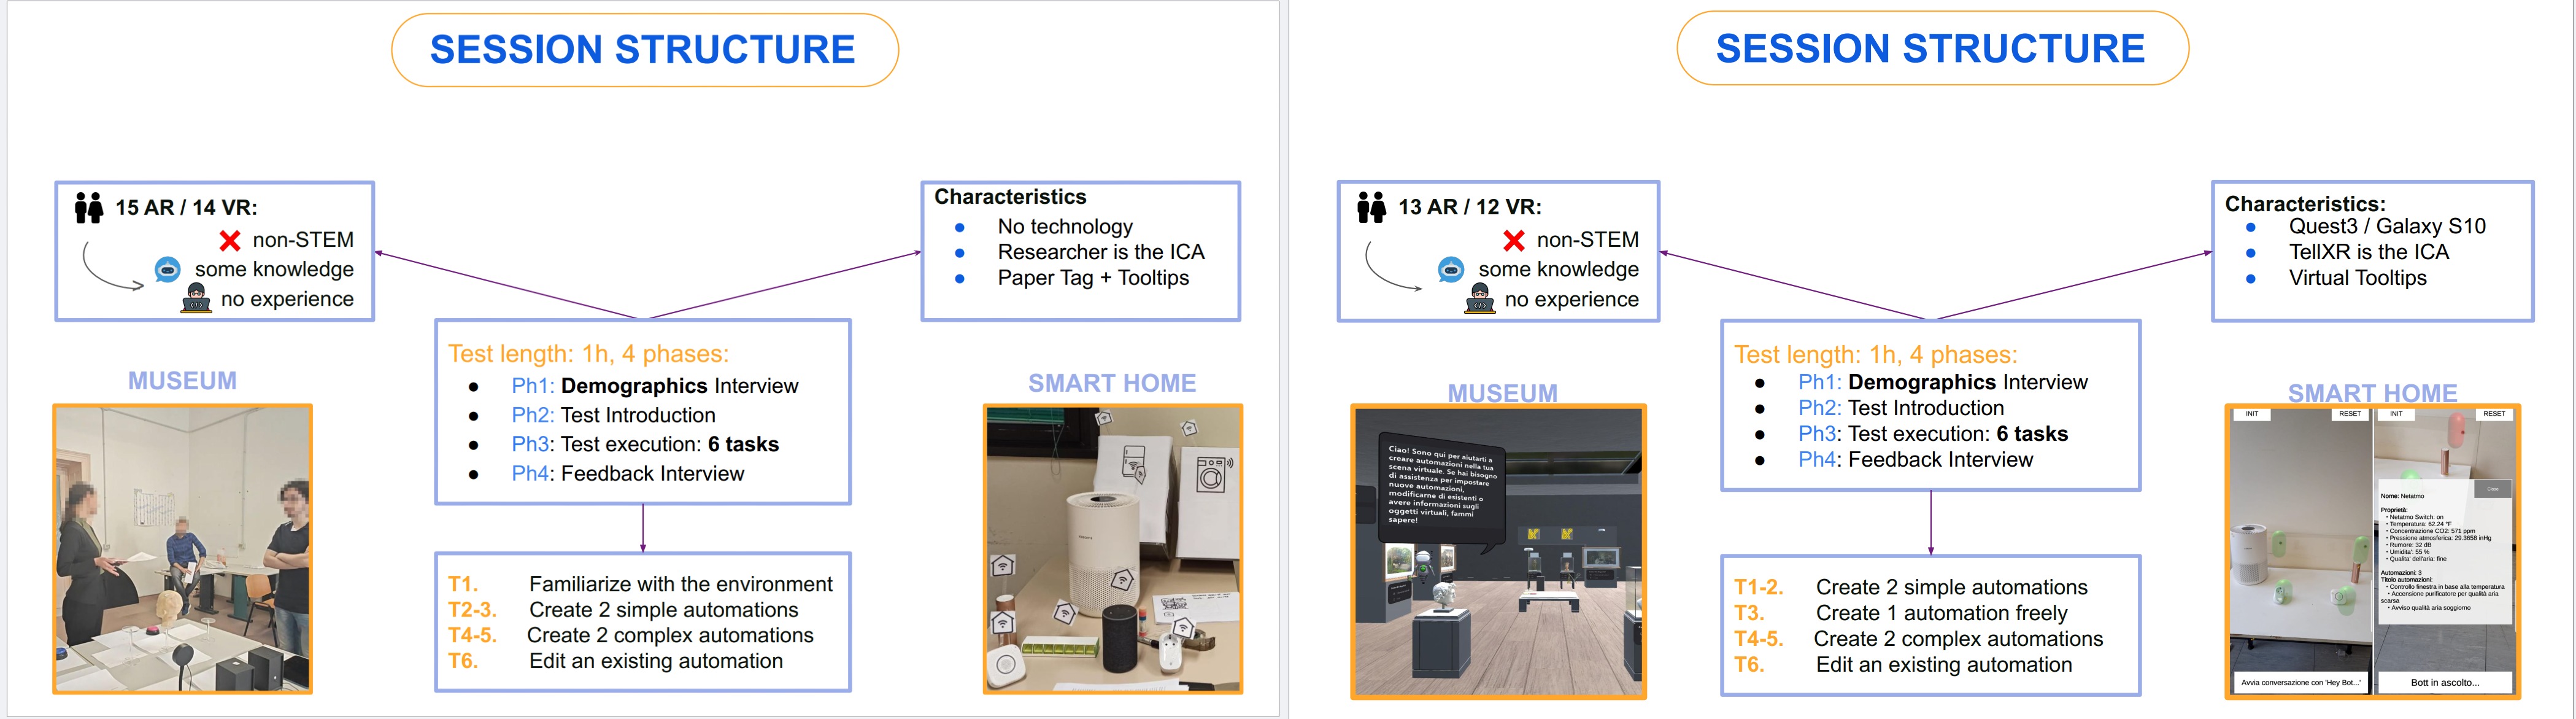 SESSION STRUCTURE
15 AR / 14 VR:
non-STEM
some knowledge
no experience
Characteristics
No technology
Researcher is the ICA
Paper Tag + Tooltips
Test length: 1h, 4 phases:
Ph1: Demographics Interview
Ph2: Test Introduction
Ph3: Test execution: 6 tasks
Ph4: Feedback Interview
MUSEUM
SMART HOME
T1. Familiarize with the environment
T2-3. Create 2 simple automations
T4-5. Create 2 complex automations
T6. Edit an existing automation
SESSION STRUCTURE
13 AR / 12 VR:
non-STEM
some knowledge
no experience
Characteristics:
Quest3 / Galaxy S10
TellXR is the ICA
Virtual Tooltips
Test length: 1h, 4 phases:
Ph1: Demographics Interview
Ph2: Test Introduction
Ph3: Test execution: 6 tasks
Ph4: Feedback Interview
MUSEUM
Ciao! Sono qui per aiutarti a
creare automazioni nella tua
scena virtuale. Se hai bisogno
di assistenza per impostare
nuove automazioni,
modificarne di esistenti o
avere informazioni sugli
oggetti virtuali, fammi
sapere!
SMART HOME
INIT
RESET
INIT
RESET
Close
Nome: Netatmo
Proprietà:
Netatmo Switch: on
Temperatura: 62.24 °F
Concentrazione CO2: 571 ppm
Pressione atmosferica: 29.3658 inHg
Rumore: 32 dB
Umidita': 55 %
Qualita' dell'aria: fine
Automazioni: 3
Titolo automazioni:
Controllo finestra in base alla temperatura
Accensione purificatore per qualità aria
scarsa
Avviso qualità aria soggiorno
Avvia conversazione con 'Hey Bot...'
Bott in ascolto...
T1-2. Create 2 simple automations
T3. Create 1 automation freely
T4-5. Create 2 complex automations
T6. Edit an existing automation